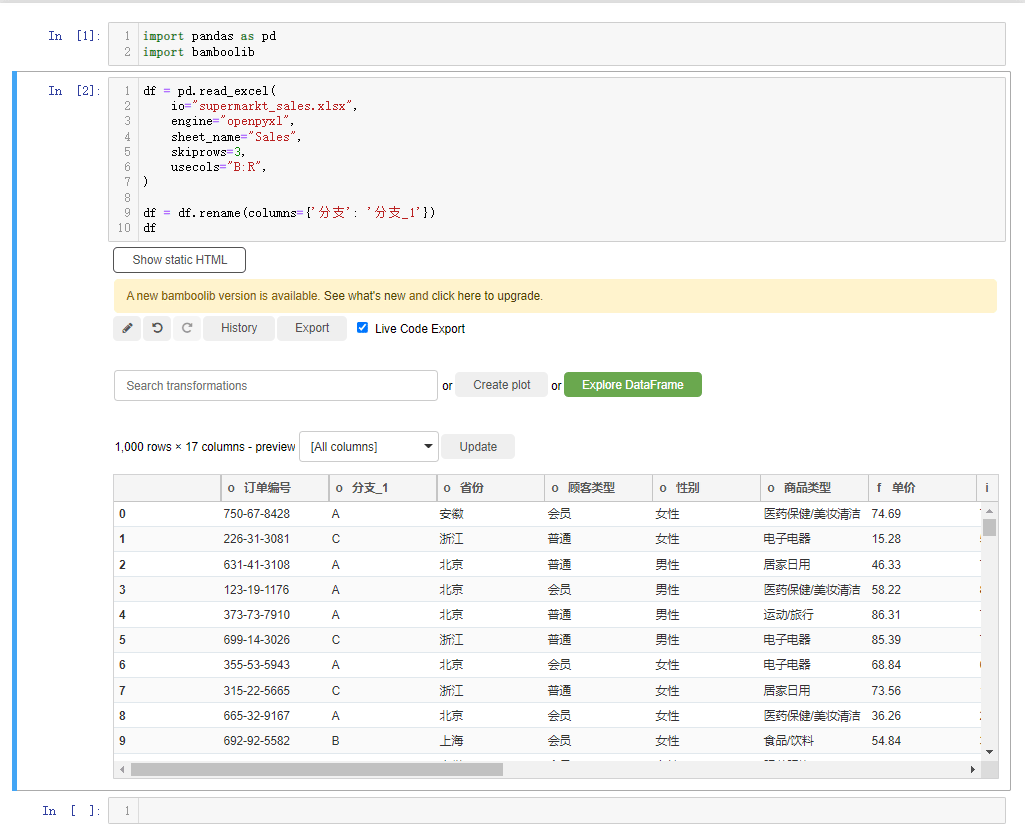 In [1]:
1 import pandas as pd
2 import bamboolib
In [2]:
1 df = pd.read_excel(
2 io="supermarkt_sales.xlsx",
3 engine="openpyxl",
4 sheet_name="Sales",
5 skiprows=3,
6 usecols="B:R",
7 )
8
9 df = df.rename(columns={'分支': '分支_1'})
10 df
Show static HTML
A new bamboolib version is available. See what's new and click here to upgrade.
History Export Live Code Export
Search transformations or Create plot or Explore DataFrame
1,000 rows × 17 columns - preview [All columns] Update
o 订单编号 o 分支_1 o 省份 o 顾客类型 o 性别 o 商品类型 f 单价 i
0 750-67-8428 A 安徽 会员 女性 医药保健/美妆清洁 74.69
1 226-31-3081 C 浙江 普通 女性 电子电器 15.28
2 631-41-3108 A 北京 普通 男性 居家日用 46.33
3 123-19-1176 A 北京 会员 男性 医药保健/美妆清洁 58.22
4 373-73-7910 A 北京 普通 男性 运动/旅行 86.31
5 699-14-3026 C 浙江 普通 男性 电子电器 85.39
6 355-53-5943 A 北京 会员 女性 电子电器 68.84
7 315-22-5665 C 浙江 普通 女性 居家日用 73.56
8 665-32-9167 A 北京 会员 女性 医药保健/美妆清洁 36.26
9 692-92-5582 B 上海 会员 女性 食品/饮料 54.84
In [ ]:
1